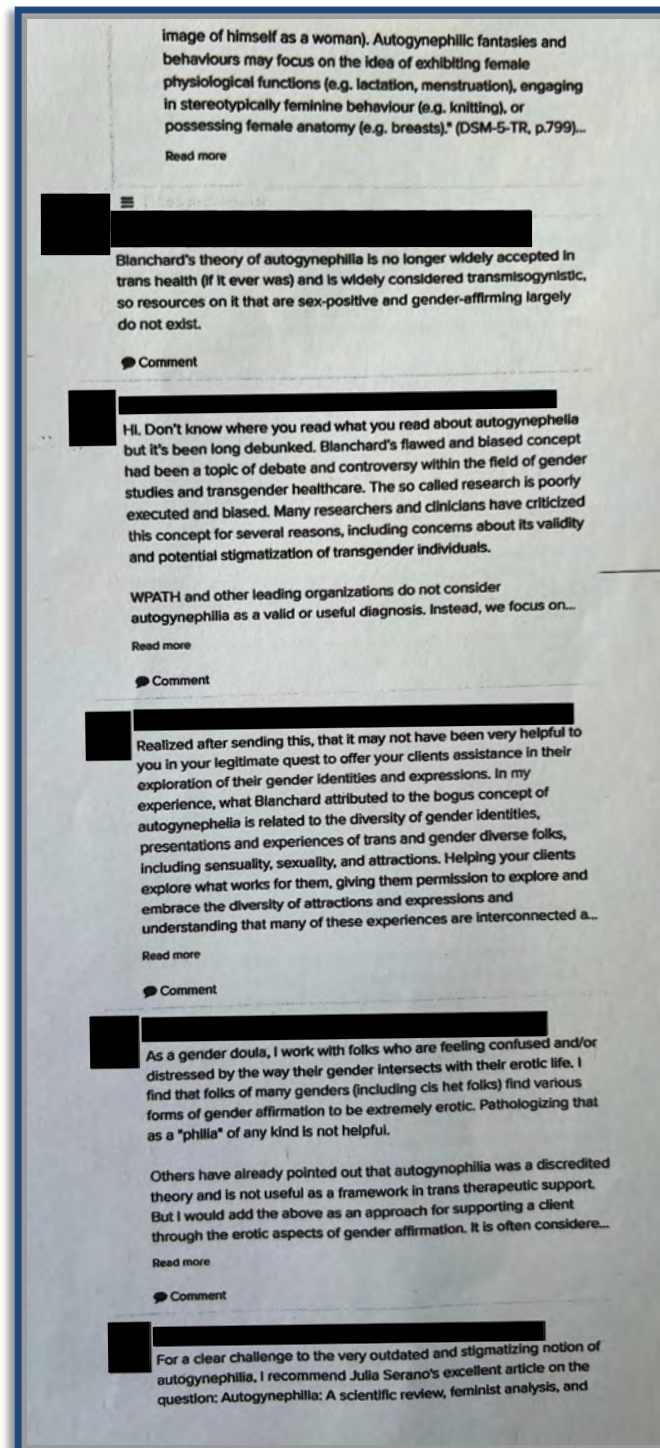 image of himself as a woman). Autogynephilic fantasies and
behaviours may focus on the idea of exhibiting female
physiological functions (e.g. lactation, menstruation), engaging
in stereotypically feminine behaviour (e.g. knitting), or
possessing female anatomy (e.g. breasts)." (DSM-5-TR, p.799)...
Read more
Blanchard's theory of autogynephilia is no longer widely accepted in
trans health (if it ever was) and is widely considered transmisogynistic,
so resources on it that are sex-positive and gender-affirming largely
do not exist.
Comment
Hi. Don't know where you read what you read about autogynephelia
but it's been long debunked. Blanchard's flawed and biased concept
had been a topic of debate and controversy within the field of gender
studies and transgender healthcare. The so called research is poorly
executed and biased. Many researchers and clinicians have criticized
this concept for several reasons, including concerns about its validity
and potential stigmatization of transgender individuals.
WPATH and other leading organizations do not consider
autogynephilia as a valid or useful diagnosis. Instead, we focus on...
Read more
Comment
Realized after sending this, that it may not have been very helpful to
you in your legitimate quest to offer your clients assistance in their
exploration of their gender identities and expressions. In my
experience, what Blanchard attributed to the bogus concept of
autogynephelia is related to the diversity of gender identities,
presentations and experiences of trans and gender diverse folks,
including sensuality, sexuality, and attractions. Helping your clients
explore what works for them, giving them permission to explore and
embrace the diversity of attractions and expressions and
understanding that many of these experiences are interconnected a...
Read more
Comment
As a gender doula, I work with folks who are feeling confused and/or
distressed by the way their gender intersects with their erotic life. I
find that folks of many genders (including cis het folks) find various
forms of gender affirmation to be extremely erotic. Pathologizing that
as a "philia" of any kind is not helpful.
Others have already pointed out that autogynophilia was a discredited
theory and is not useful as a framework in trans therapeutic support.
But I would add the above as an approach for supporting a client
through the erotic aspects of gender affirmation. It is often considere...
Read more
Comment
For a clear challenge to the very outdated and stigmatizing notion of
autogynephilia, I recommend Julia Serano's excellent article on the
question: Autogynephilia: A scientific review, feminist analysis, and